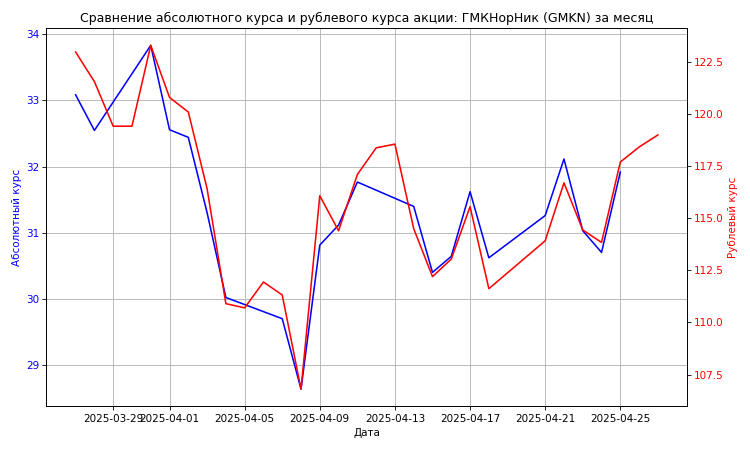 Сравнение абсолютного курса и рублевого курса акции: ГМКНорНик (GMKN) за месяц
34
33
32
31
30
29
Абсолютный курс
122.5
120.0
117.5
115.0
112.5
110.0
107.5
Рублевый курс
2025-03-29 2025-04-01 2025-04-05 2025-04-09 2025-04-13 2025-04-17 2025-04-21 2025-04-25
Дата